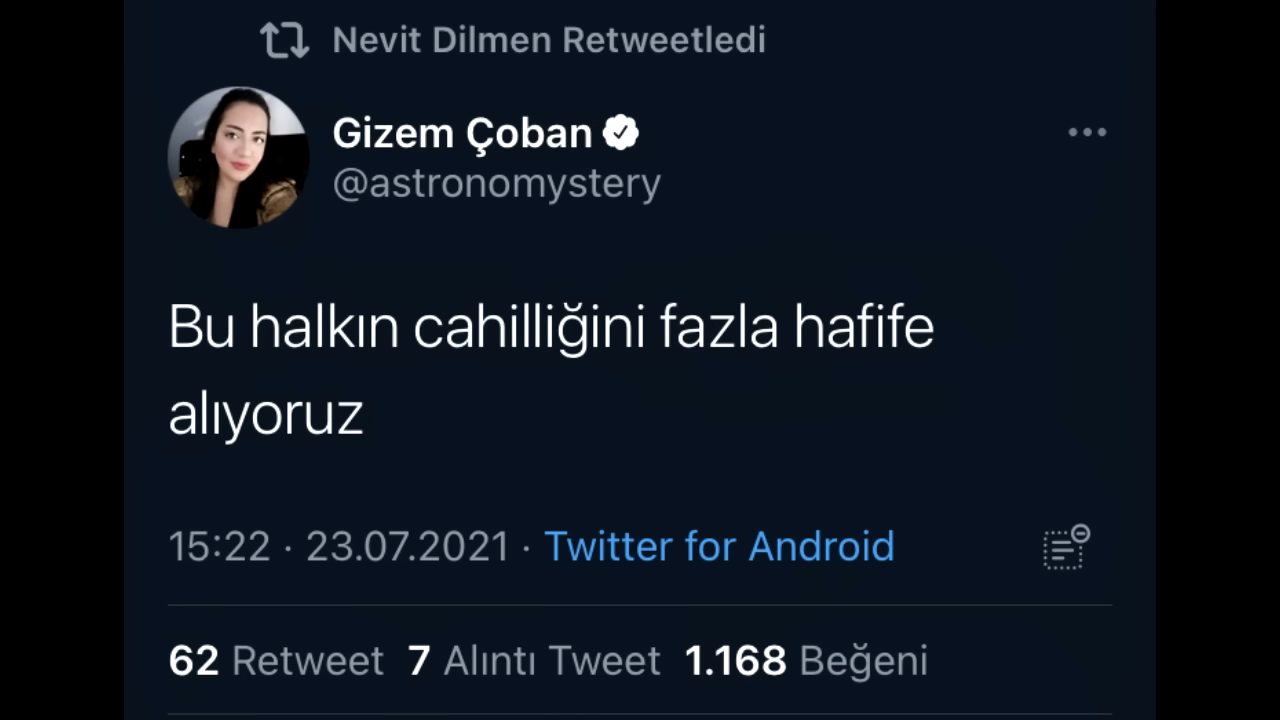 Nevit Dilmen Retweetledi
Gizem Çoban
@astronomystery
Bu halkın cahilliğini fazla hafife
alıyoruz
15:22 · 23.07.2021 · Twitter for Android
62 Retweet 7 Alıntı Tweet 1.168 Beğeni